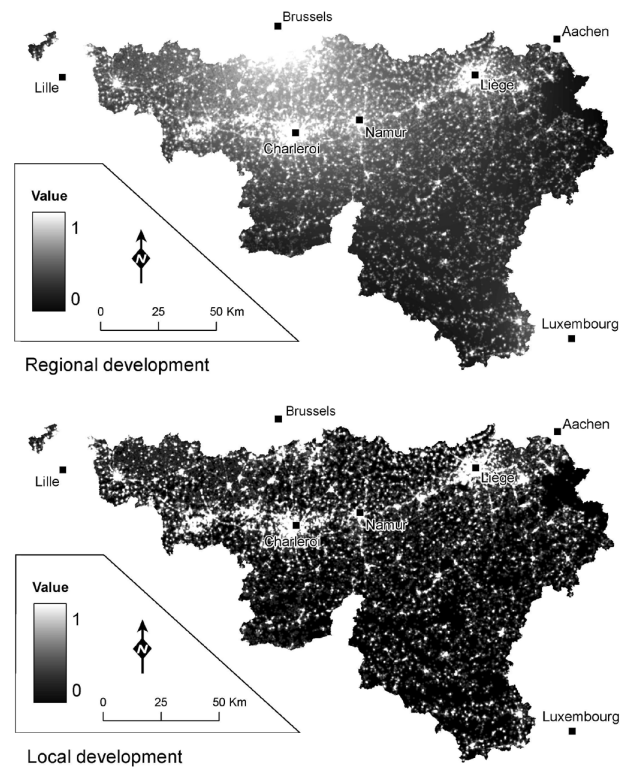 Brussels
Aachen
Lille
Liège
Namur
Charleroi
Value
1
0
N
0 25 50 Km
Luxembourg
Regional development
Brussels
Aachen
Lille
Liège
Namur
Charleroi
Value
1
0
N
0 25 50 Km
Luxembourg
Local development